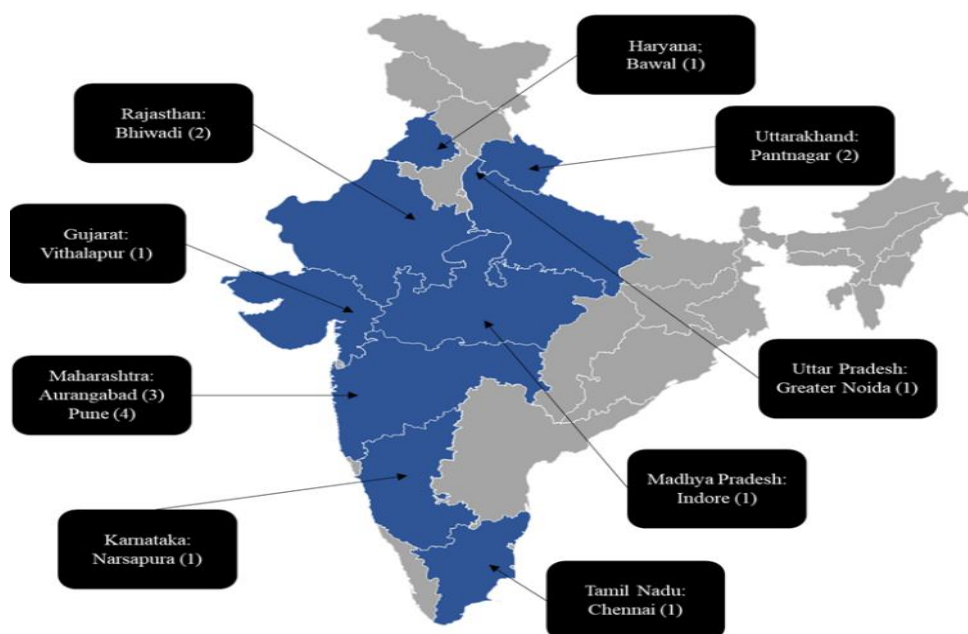 Haryana;
Bawal (1)
Rajasthan:
Bhiwadi (2)
Uttarakhand:
Pantnagar (2)
Gujarat:
Vithalapur (1)
Maharashtra:
Aurangabad (3)
Pune (4)
Uttar Pradesh:
Greater Noida (1)
Madhya Pradesh:
Indore (1)
Karnataka:
Narsapura (1)
Tamil Nadu:
Chennai (1)